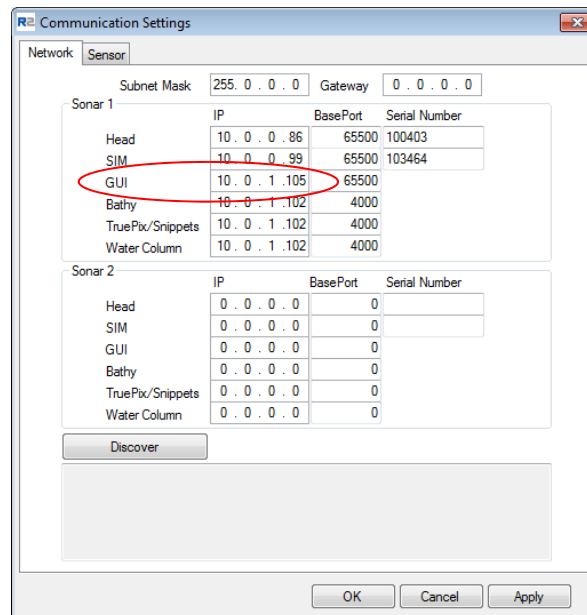 R2 Communication Settings
Network Sensor
Subnet Mask 255. 0 . 0 . 0 Gateway 0 . 0 . 0 . 0
Sonar 1
IP BasePort Serial Number
Head 10 . 0 . 0 . 86 65500 100403
SIM 10 . 0 . 0 . 99 65500 103464
GUI 10 . 0 . 1 .105 65500
Bathy 10 . 0 . 1 .102 4000
TruePix/Snippets 10 . 0 . 1 .102 4000
Water Column 10 . 0 . 1 .102 4000
Sonar 2
IP BasePort Serial Number
Head 0 . 0 . 0 . 0 0
SIM 0 . 0 . 0 . 0 0
GUI 0 . 0 . 0 . 0 0
Bathy 0 . 0 . 0 . 0 0
TruePix/Snippets 0 . 0 . 0 . 0 0
Water Column 0 . 0 . 0 . 0 0
Discover
OK Cancel Apply